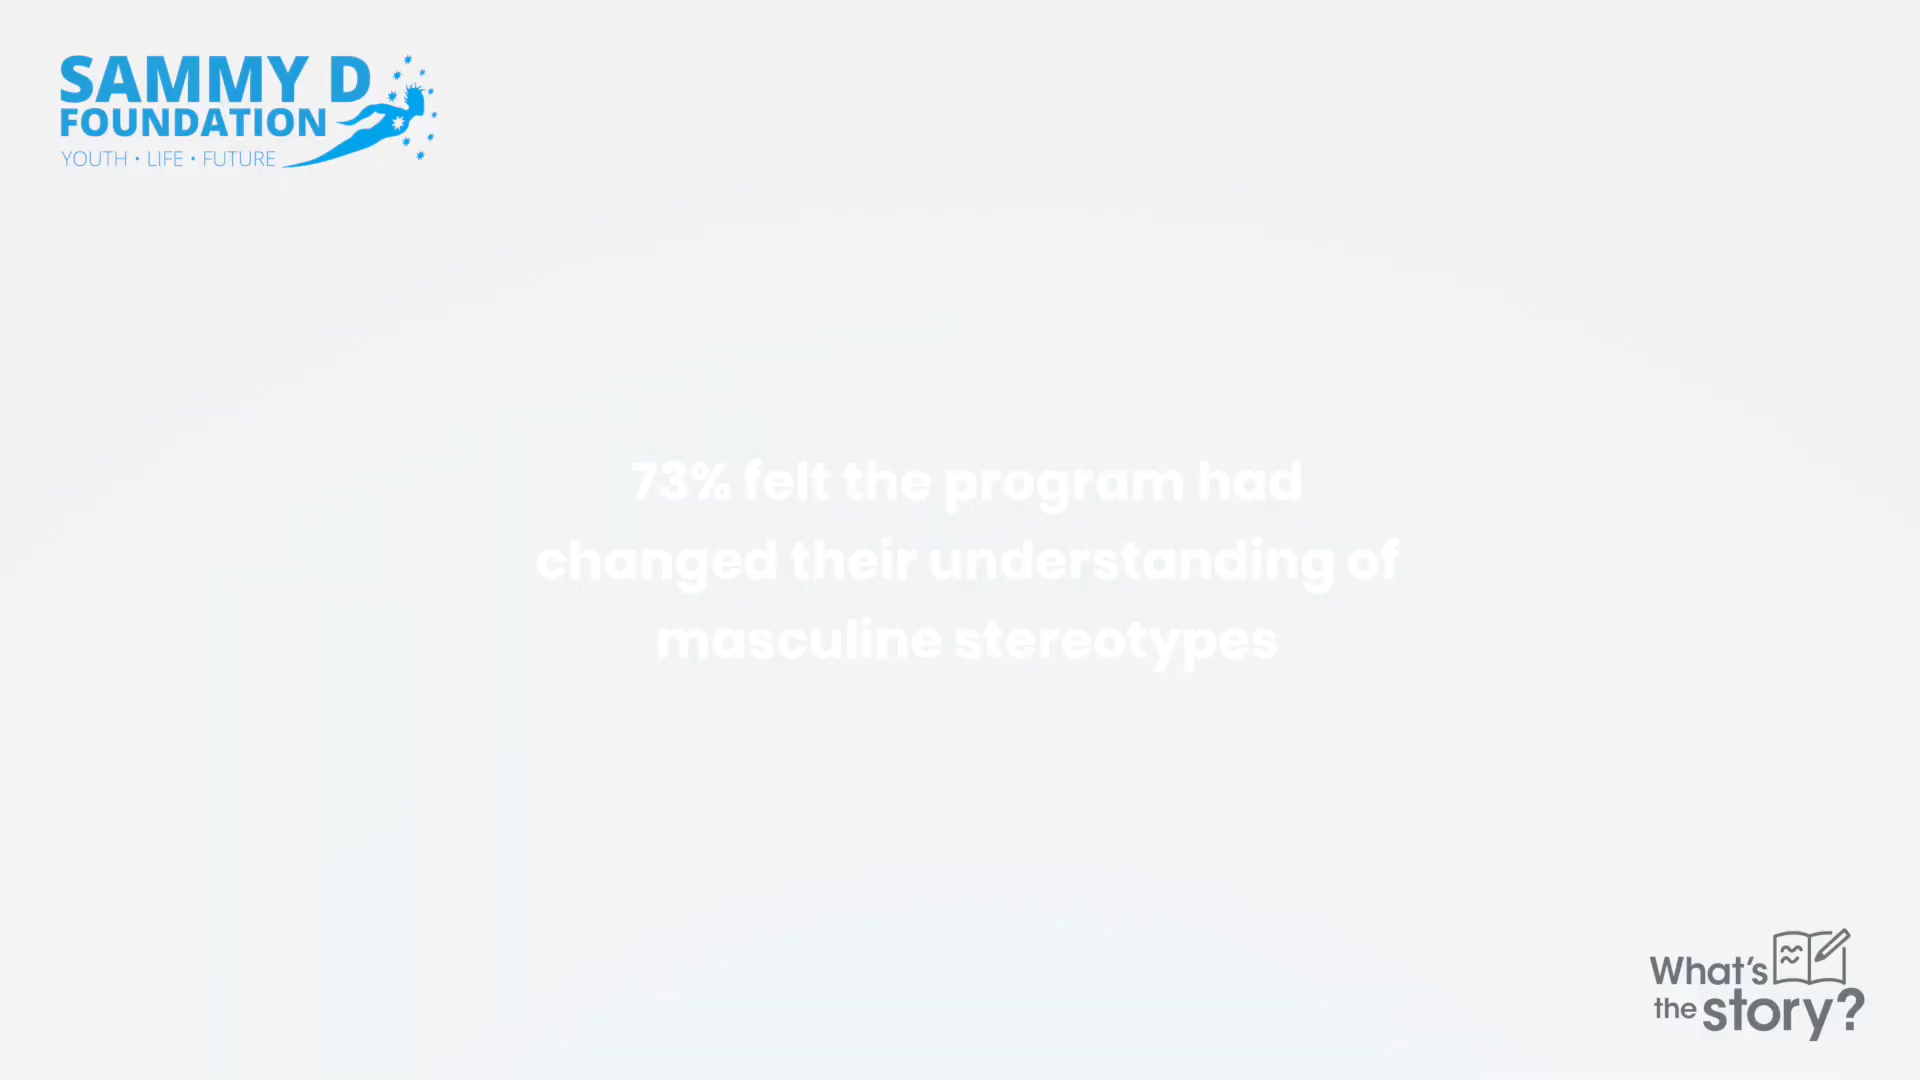 SAMMY D
FOUNDATION
YOUTH • LIFE • FUTURE
73% felt the program had
changed their understanding of
masculine stereotypes
What's
the story?